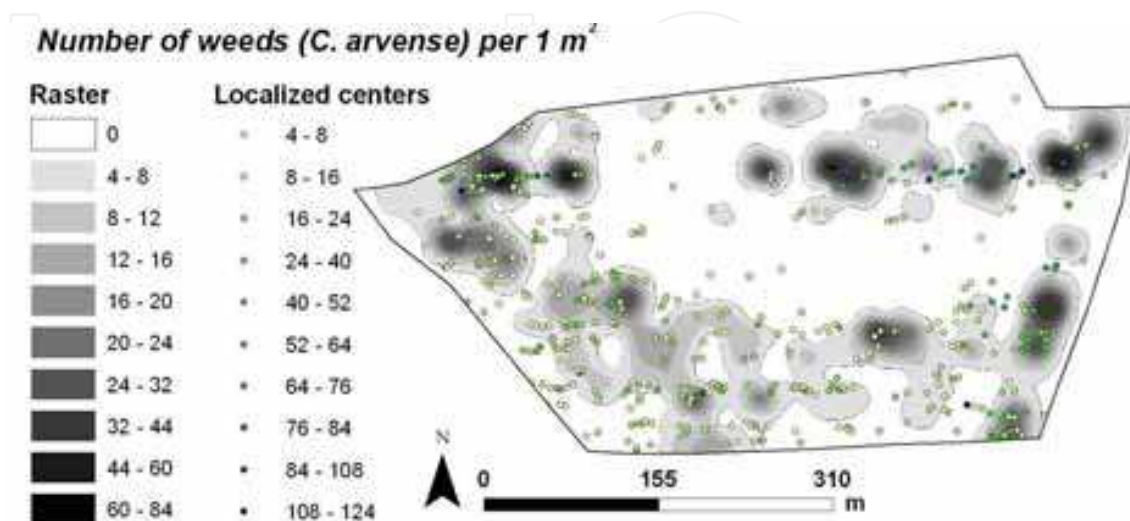 Number of weeds (C. arvense) per 1 m²
Raster
0
4 - 8
8 - 12
12 - 16
16 - 20
20 - 24
24 - 32
32 - 44
44 - 60
60 - 84
Localized centers
4 - 8
8 - 16
16 - 24
24 - 40
40 - 52
52 - 64
64 - 76
76 - 84
84 - 108
108 - 124
N
0 155 310
m